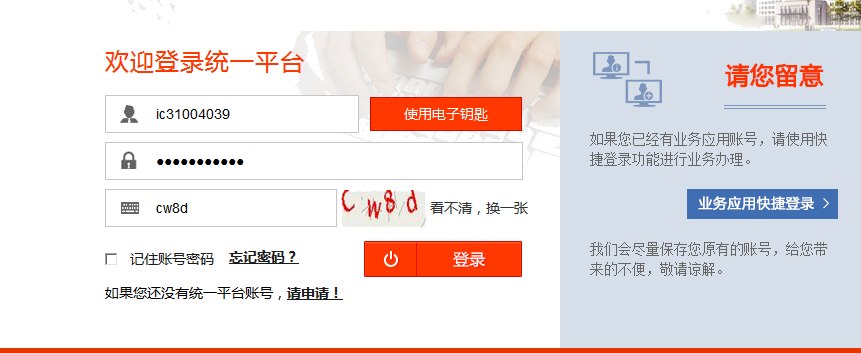 欢迎登录统一平台
ic31004039
使用电子钥匙
●●●●●●●●●●●
cw8d
cw8d
看不清，换一张
记住账号密码
忘记密码？
登录
如果您还没有统一平台账号，请申请！
请您留意
如果您已经有业务应用账号，请使用快
捷登录功能进行业务办理。
业务应用快捷登录
我们会尽量保存您原有的账号，给您带
来的不便，敬请谅解。